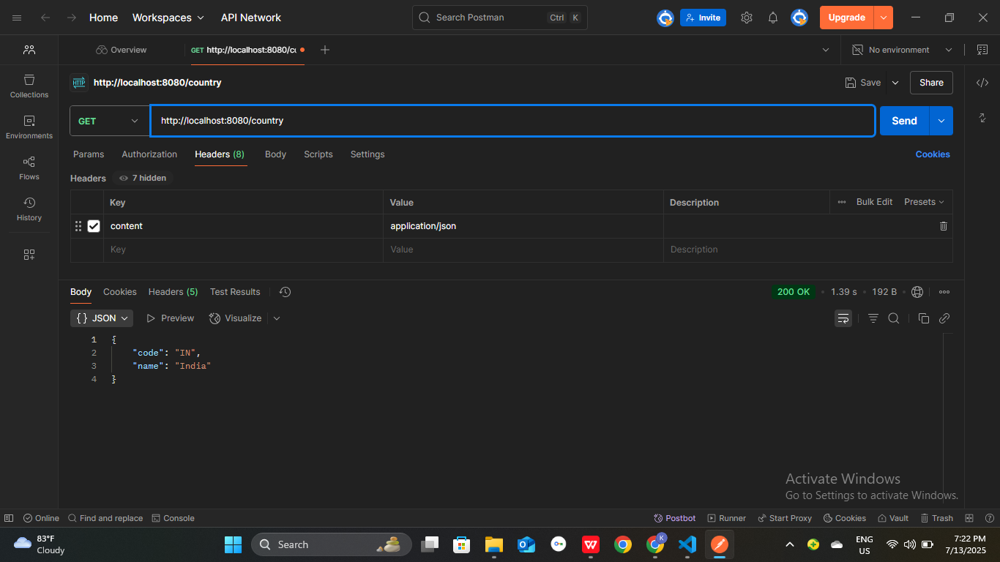 Home Workspaces API Network Search Postman Ctrl K Invite Upgrade
Overview GET http://localhost:8080/cc No environment
HTTP http://localhost:8080/country Save Share
Collections
GET http://localhost:8080/country Send
Environments
Params Authorization Headers (8) Body Scripts Settings Cookies
Flows
Headers 7 hidden
Key Value Description Bulk Edit Presets
History
content application/json
Key Value Description
Body Cookies Headers (5) Test Results 200 OK 1.39 s 192 B
{} JSON Preview Visualize
1 {
2 "code": "IN",
3 "name": "India"
4 }
Activate Windows
Go to Settings to activate Windows.
Online Find and replace Console Postbot Runner Start Proxy Cookies Vault Trash
83°F
Cloudy
Search
K
ENG
US
7:22 PM
7/13/2025